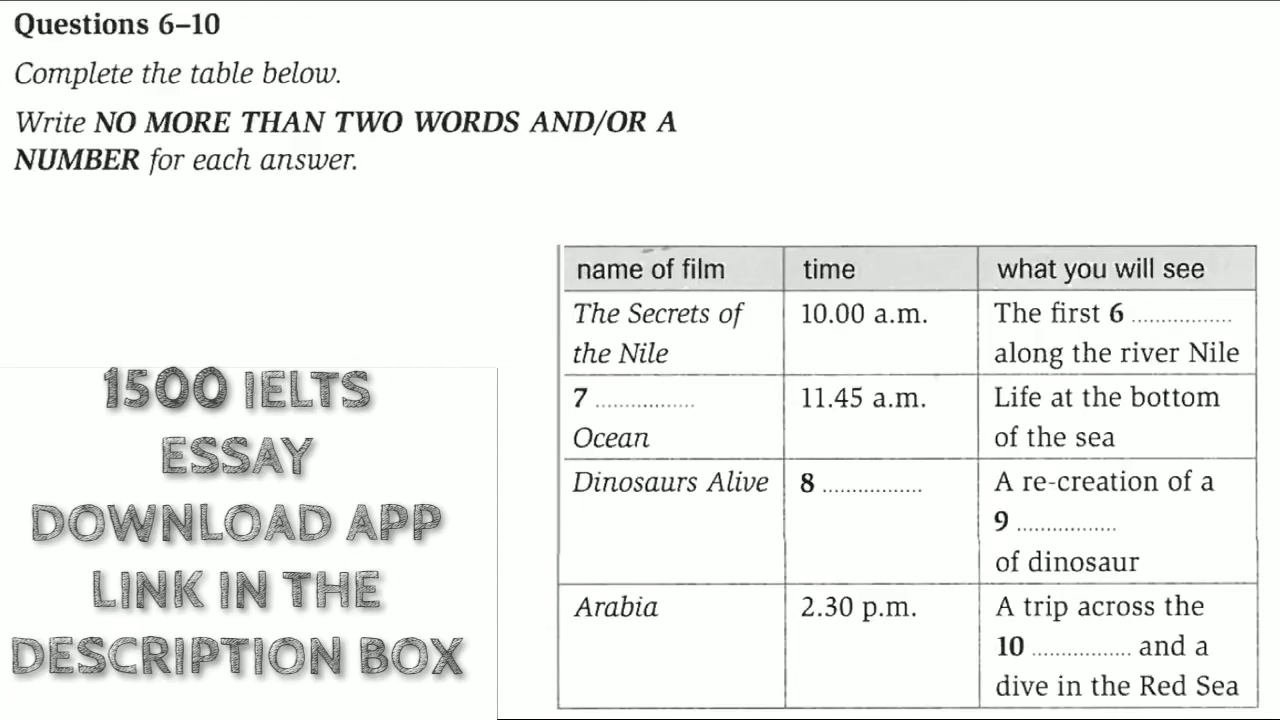 Questions 6–10
Complete the table below.
Write NO MORE THAN TWO WORDS AND/OR A
NUMBER for each answer.
name of film time what you will see
The Secrets of 10.00 a.m. The first 6 ................
the Nile along the river Nile
7 ................ 11.45 a.m. Life at the bottom
Ocean of the sea
Dinosaurs Alive 8 ................ A re-creation of a
9 ................
of dinosaur
Arabia 2.30 p.m. A trip across the
10 ................ and a
dive in the Red Sea
1500 IELTS
ESSAY
DOWNLOAD APP
LINK IN THE
DESCRIPTION BOX